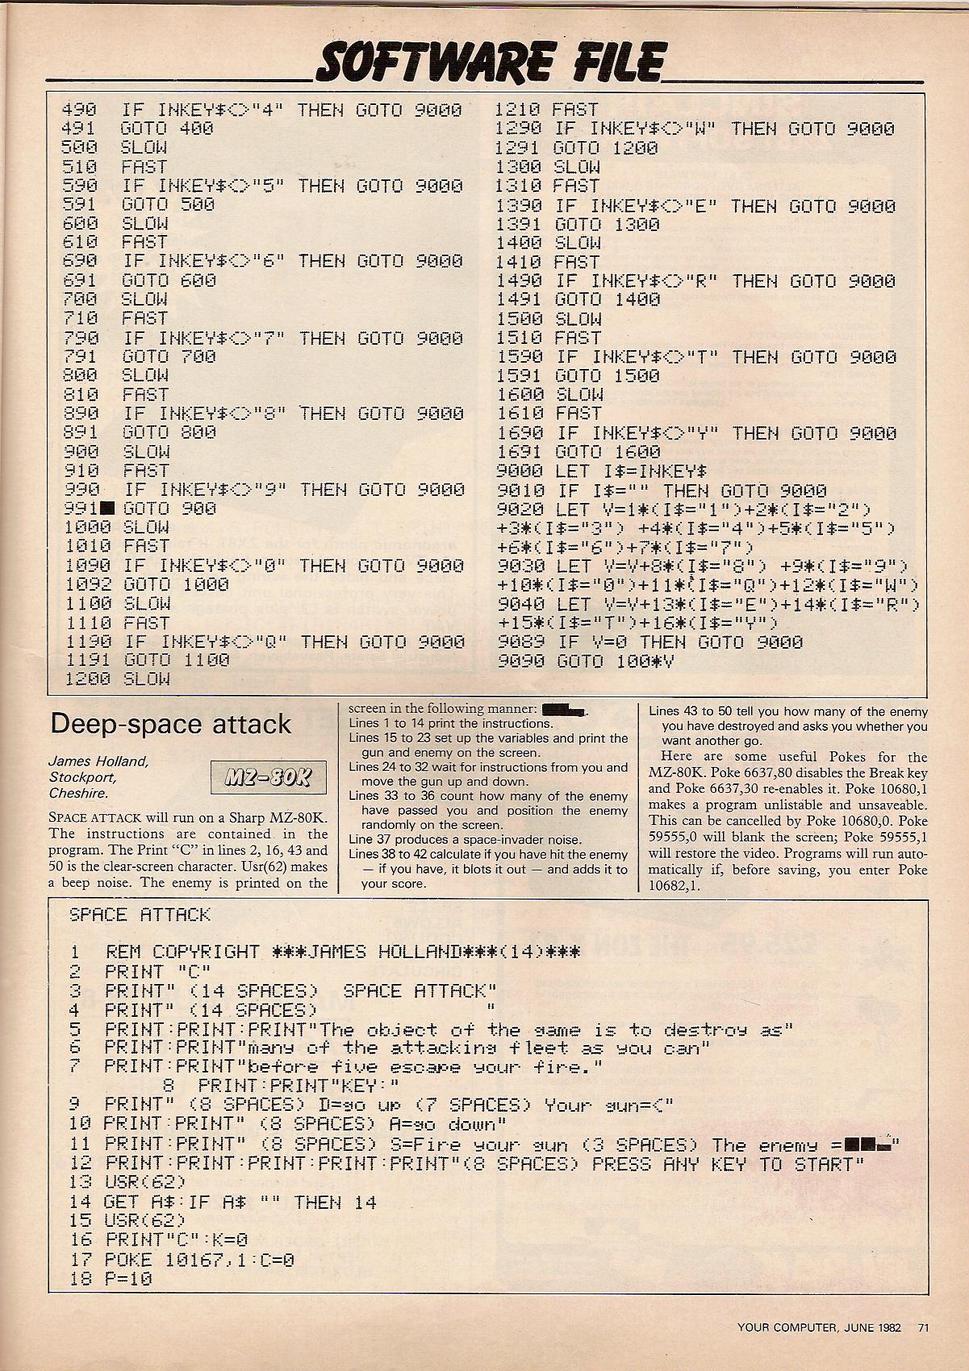 SOFTWARE FILE
490 IF INKEY$<>"4" THEN GOTO 9000
491 GOTO 400
500 SLOW
510 FAST
590 IF INKEY$<>"5" THEN GOTO 9000
591 GOTO 500
600 SLOW
610 FAST
690 IF INKEY$<>"6" THEN GOTO 9000
691 GOTO 600
700 SLOW
710 FAST
790 IF INKEY$<>"7" THEN GOTO 9000
791 GOTO 700
800 SLOW
810 FAST
890 IF INKEY$<>"8" THEN GOTO 9000
891 GOTO 800
900 SLOW
910 FAST
990 IF INKEY$<>"9" THEN GOTO 9000
991■ GOTO 900
1000 SLOW
1010 FAST
1090 IF INKEY$<>"0" THEN GOTO 9000
1092 GOTO 1000
1100 SLOW
1110 FAST
1190 IF INKEY$<>"Q" THEN GOTO 9000
1191 GOTO 1100
1200 SLOW
1210 FAST
1290 IF INKEY$<>"W" THEN GOTO 9000
1291 GOTO 1200
1300 SLOW
1310 FAST
1390 IF INKEY$<>"E" THEN GOTO 9000
1391 GOTO 1300
1400 SLOW
1410 FAST
1490 IF INKEY$<>"R" THEN GOTO 9000
1491 GOTO 1400
1500 SLOW
1510 FAST
1590 IF INKEY$<>"T" THEN GOTO 9000
1591 GOTO 1500
1600 SLOW
1610 FAST
1690 IF INKEY$<>"Y" THEN GOTO 9000
1691 GOTO 1600
9000 LET I$=INKEY$
9010 IF I$="" THEN GOTO 9000
9020 LET V=1*(I$="1")+2*(I$="2")
+3*(I$="3") +4*(I$="4")+5*(I$="5")
+6*(I$="6")+7*(I$="7")
9030 LET V=V+8*(I$="8") +9*(I$="9")
+10*(I$="0")+11*(I$="Q")+12*(I$="W")
9040 LET V=V+13*(I$="E")+14*(I$="R")
+15*(I$="T")+16*(I$="Y")
9089 IF V=0 THEN GOTO 9000
9090 GOTO 100*V
Deep-space attack
James Holland,
Stockport,
Cheshire.
MZ-80K
SPACE ATTACK will run on a Sharp MZ-80K.
The instructions are contained in the
program. The Print "C" in lines 2, 16, 43 and
50 is the clear-screen character. Usr(62) makes
a beep noise. The enemy is printed on the
screen in the following manner: ■■▄.
Lines 1 to 14 print the instructions.
Lines 15 to 23 set up the variables and print the
gun and enemy on the screen.
Lines 24 to 32 wait for instructions from you and
move the gun up and down.
Lines 33 to 36 count how many of the enemy
have passed you and position the enemy
randomly on the screen.
Line 37 produces a space-invader noise.
Lines 38 to 42 calculate if you have hit the enemy
— if you have, it blots it out — and adds it to
your score.
Lines 43 to 50 tell you how many of the enemy
you have destroyed and asks you whether you
want another go.
Here are some useful Pokes for the
MZ-80K. Poke 6637,80 disables the Break key
and Poke 6637,30 re-enables it. Poke 10680,1
makes a program unlistable and unsaveable.
This can be cancelled by Poke 10680,0. Poke
59555,0 will blank the screen; Poke 59555,1
will restore the video. Programs will run auto-
matically if, before saving, you enter Poke
10682,1.
SPACE ATTACK
1 REM COPYRIGHT ***JAMES HOLLAND***(14)***
2 PRINT "C"
3 PRINT" (14 SPACES) SPACE ATTACK"
4 PRINT" (14 SPACES) "
5 PRINT:PRINT:PRINT"The object of the game is to destroy as"
6 PRINT:PRINT"many of the attacking fleet as you can"
7 PRINT:PRINT"before five escape your fire."
8 PRINT:PRINT"KEY:"
9 PRINT" (8 SPACES) D=go up (7 SPACES) Your gun=<"
10 PRINT:PRINT" (8 SPACES) A=go down"
11 PRINT:PRINT" (8 SPACES) S=Fire your gun (3 SPACES) The enemy =■■▄"
12 PRINT:PRINT:PRINT:PRINT:PRINT"(8 SPACES) PRESS ANY KEY TO START"
13 USR(62)
14 GET A$:IF A$ "" THEN 14
15 USR(62)
16 PRINT"C":K=0
17 POKE 10167,1:C=0
18 P=10
YOUR COMPUTER, JUNE 1982 71